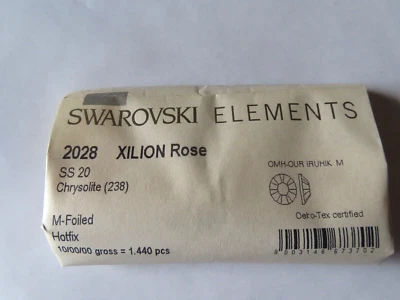 SWAROVSKI ELEMENTS
2028 XILION Rose
SS 20
Chrysolite (238)
M-Foiled
Hotfix
10/00/00 gross = 1.440 pcs
M
Oeko-Tex certified